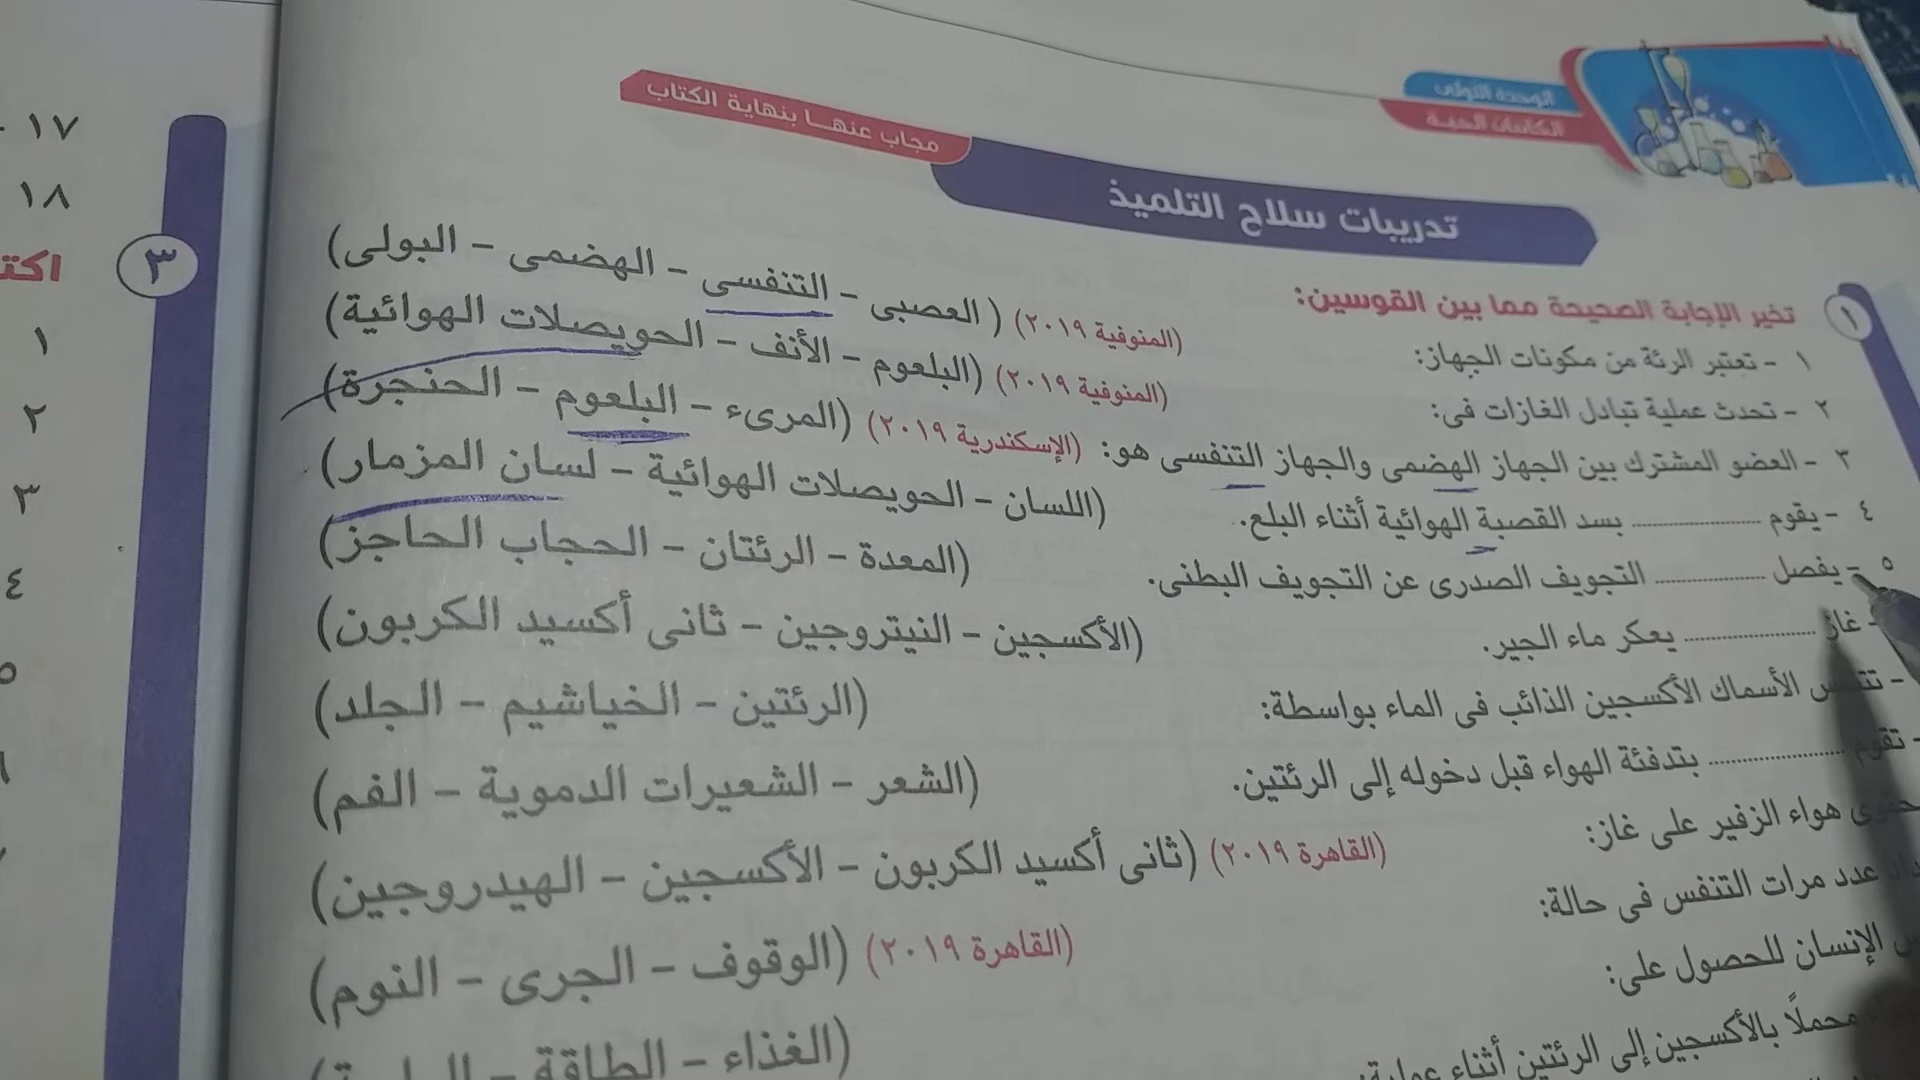 الوحدة الأولى
الكائنات الحية
مجاب عنها بنهاية الكتاب
تدريبات سلاح التلميذ
١ تخير الإجابة الصحيحة مما بين القوسين:
١ - تعتبر الرئة من مكونات الجهاز: (المنوفية ٢٠١٩) (العصبى - التنفسى - الهضمى - البولى)
٢ - تحدث عملية تبادل الغازات فى: (المنوفية ٢٠١٩) (البلعوم - الأنف - الحويصلات الهوائية)
٣ - العضو المشترك بين الجهاز الهضمى والجهاز التنفسى هو: (الإسكندرية ٢٠١٩) (المرىء - البلعوم - الحنجرة)
٤ - يقوم ............ بسد القصبة الهوائية أثناء البلع. (اللسان - الحويصلات الهوائية - لسان المزمار)
٥ - يفصل ............ التجويف الصدرى عن التجويف البطنى. (المعدة - الرئتان - الحجاب الحاجز)
- غاز ............ يعكر ماء الجير. (الأكسجين - النيتروجين - ثانى أكسيد الكربون)
- الأسماك الأكسجين الذائب فى الماء بواسطة: (الرئتين - الخياشيم - الجلد)
- تقوم ............ بتدفئة الهواء قبل دخوله إلى الرئتين. (الشعر - الشعيرات الدموية - الفم)
هواء الزفير على غاز: (القاهرة ٢٠١٩) (ثانى أكسيد الكربون - الأكسجين - الهيدروجين)
عدد مرات التنفس فى حالة: (القاهرة ٢٠١٩) (الوقوف - الجرى - النوم)
الإنسان للحصول على: (الغذاء - الطاقة -
محملاً بالأكسجين إلى الرئتين أثناء عملية:
١٧
١٨
٣
١
٢
٣
٤
٥